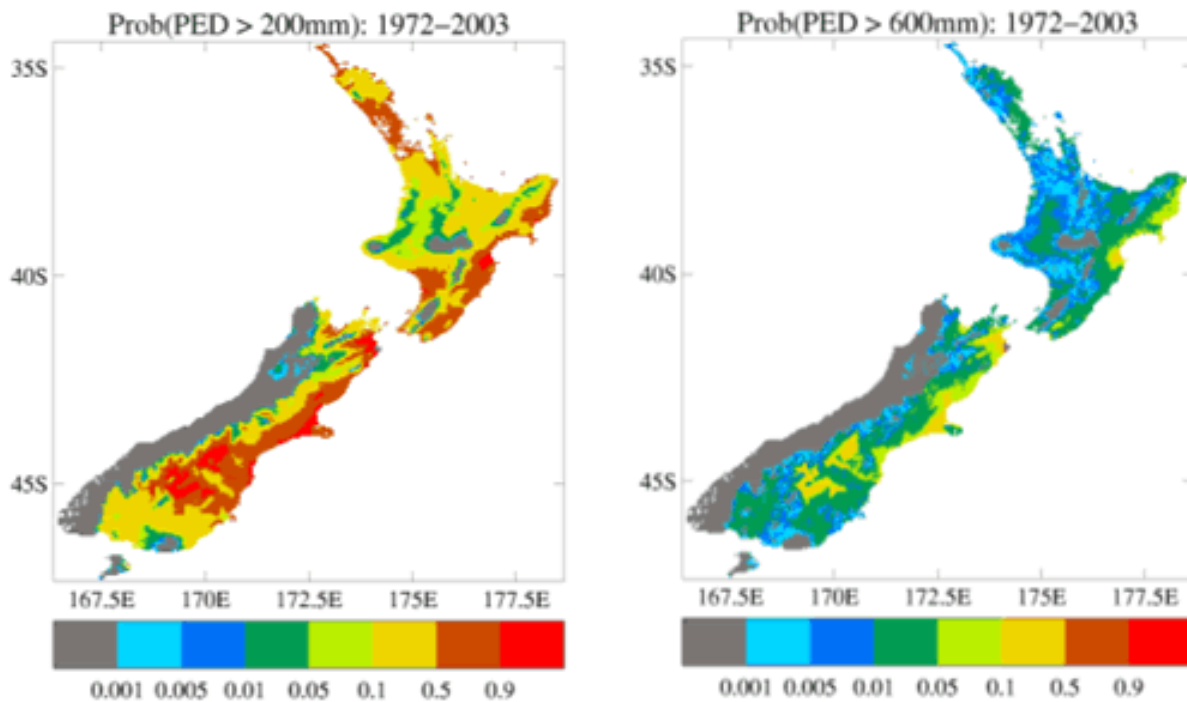 Prob(PED > 200mm): 1972−2003
35S
40S
45S
167.5E 170E 172.5E 175E 177.5E
0.001 0.005 0.01 0.05 0.1 0.5 0.9
Prob(PED > 600mm): 1972−2003
35S
40S
45S
167.5E 170E 172.5E 175E 177.5E
0.001 0.005 0.01 0.05 0.1 0.5 0.9